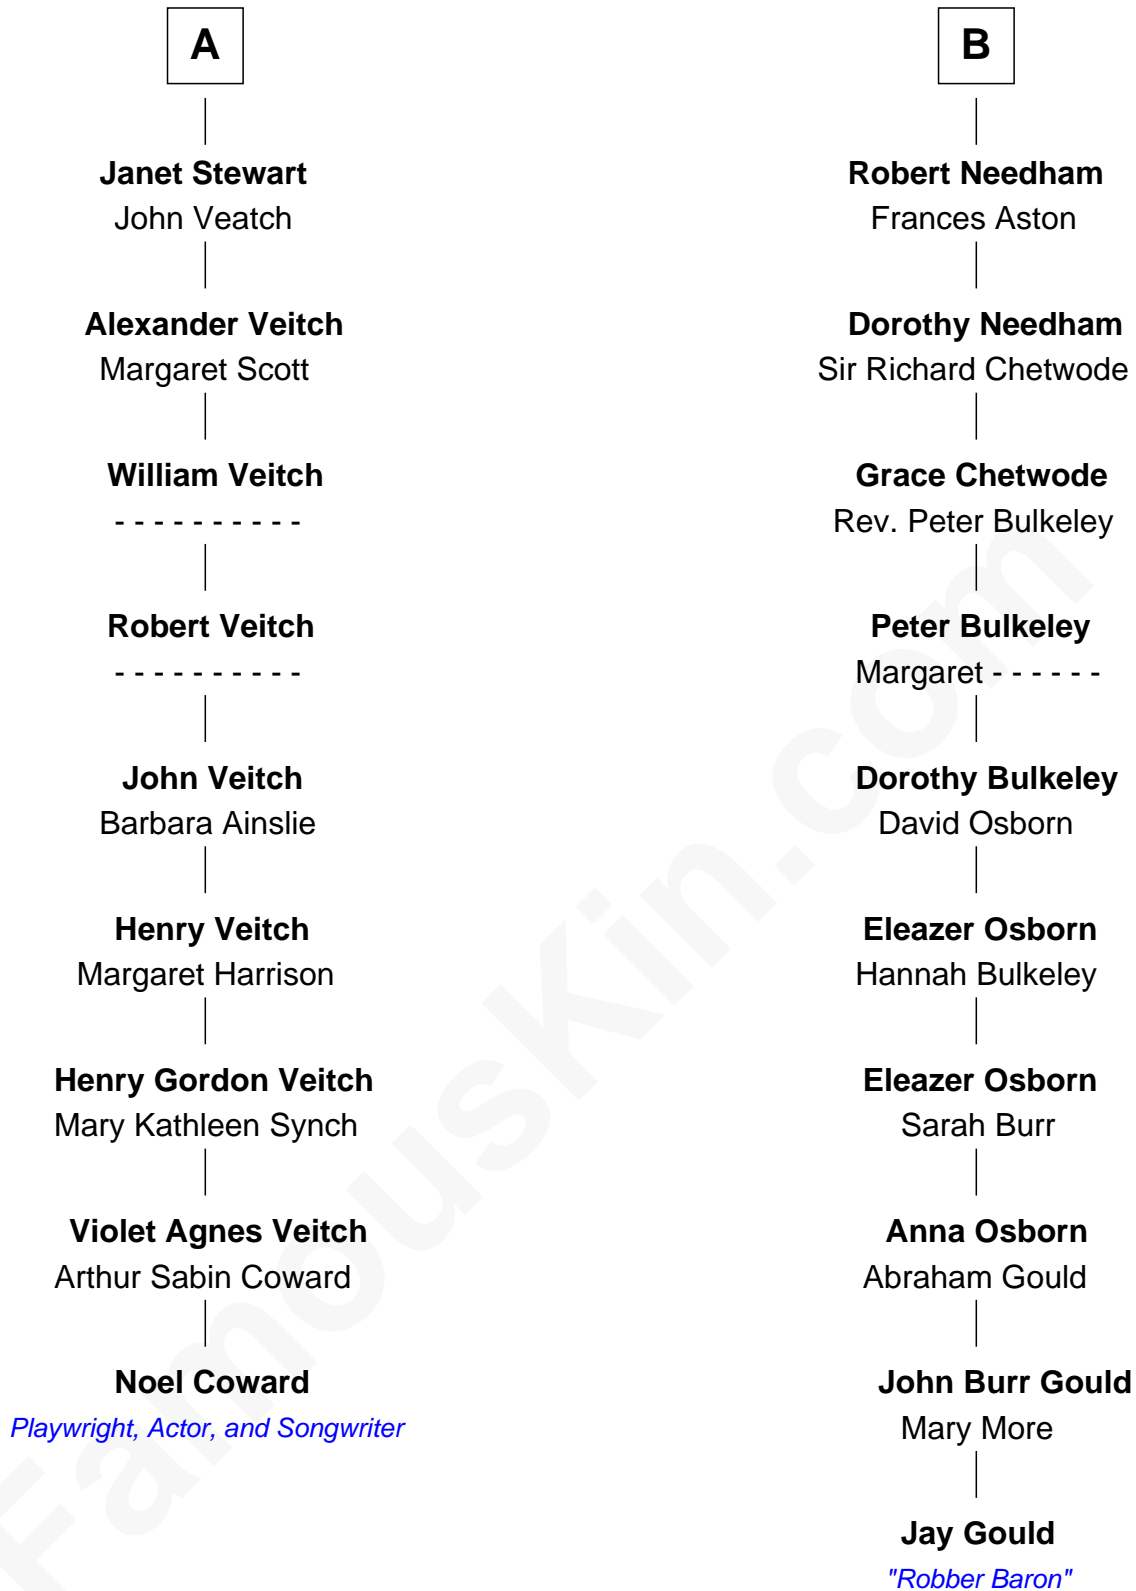 A
Janet Stewart
John Veatch
Alexander Veitch
Margaret Scott
William Veitch
- - - - - - - - - -
Robert Veitch
- - - - - - - - - -
John Veitch
Barbara Ainslie
Henry Veitch
Margaret Harrison
Henry Gordon Veitch
Mary Kathleen Synch
Violet Agnes Veitch
Arthur Sabin Coward
Noel Coward
Playwright, Actor, and Songwriter
B
Robert Needham
Frances Aston
Dorothy Needham
Sir Richard Chetwode
Grace Chetwode
Rev. Peter Bulkeley
Peter Bulkeley
Margaret - - - - - -
Dorothy Bulkeley
David Osborn
Eleazer Osborn
Hannah Bulkeley
Eleazer Osborn
Sarah Burr
Anna Osborn
Abraham Gould
John Burr Gould
Mary More
Jay Gould
"Robber Baron"
FamousKin.com